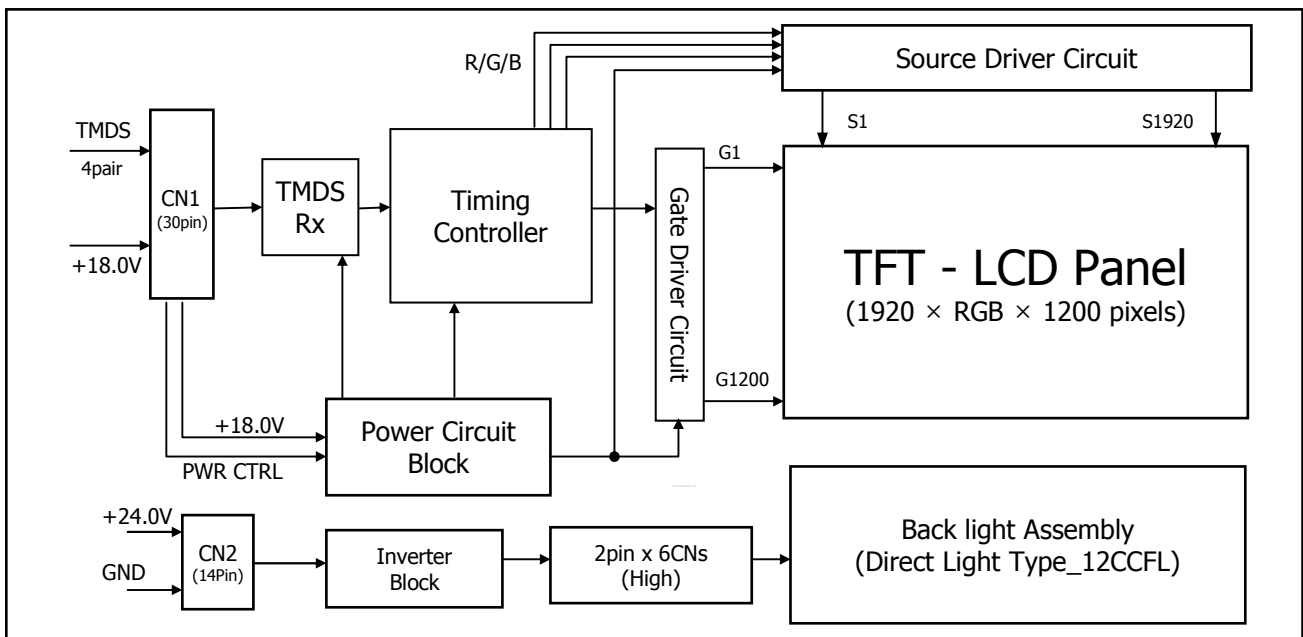 R/G/B
Source Driver Circuit
S1
S1920
TMDS
4pair
+18.0V
CN1
(30pin)
TMDS
Rx
Timing
Controller
Gate Driver Circuit
G1
G1200
TFT - LCD Panel
(1920 × RGB × 1200 pixels)
+18.0V
PWR CTRL
Power Circuit
Block
+24.0V
GND
CN2
(14Pin)
Inverter
Block
2pin x 6CNs
(High)
Back light Assembly
(Direct Light Type_12CCFL)